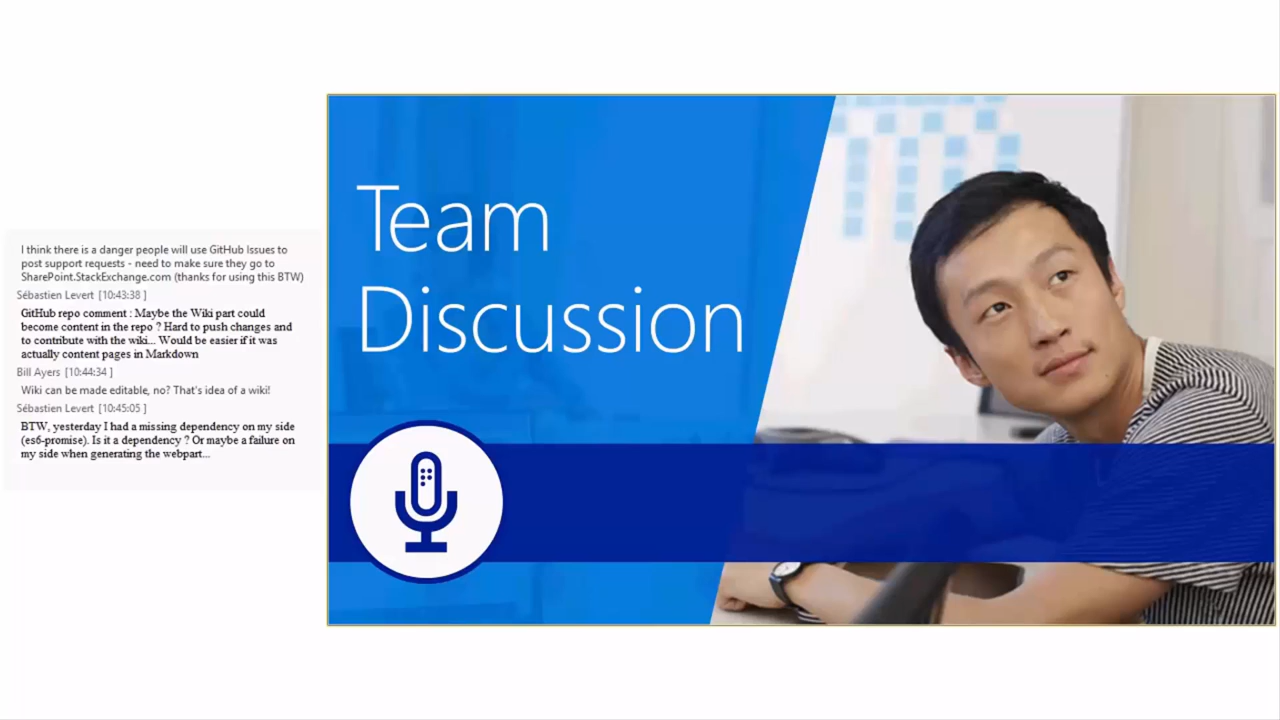 I think there is a danger people will use GitHub Issues to
post support requests - need to make sure they go to
SharePoint.StackExchange.com (thanks for using this BTW)
Sébastien Levert [10:43:38 ]
GitHub repo comment : Maybe the Wiki part could
become content in the repo ? Hard to push changes and
to contribute with the wiki... Would be easier if it was
actually content pages in Markdown
Bill Ayers [10:44:34 ]
Wiki can be made editable, no? That's idea of a wiki!
Sébastien Levert [10:45:05 ]
BTW, yesterday I had a missing dependency on my side
(es6-promise). Is it a dependency ? Or maybe a failure on
my side when generating the webpart...
Team
Discussion